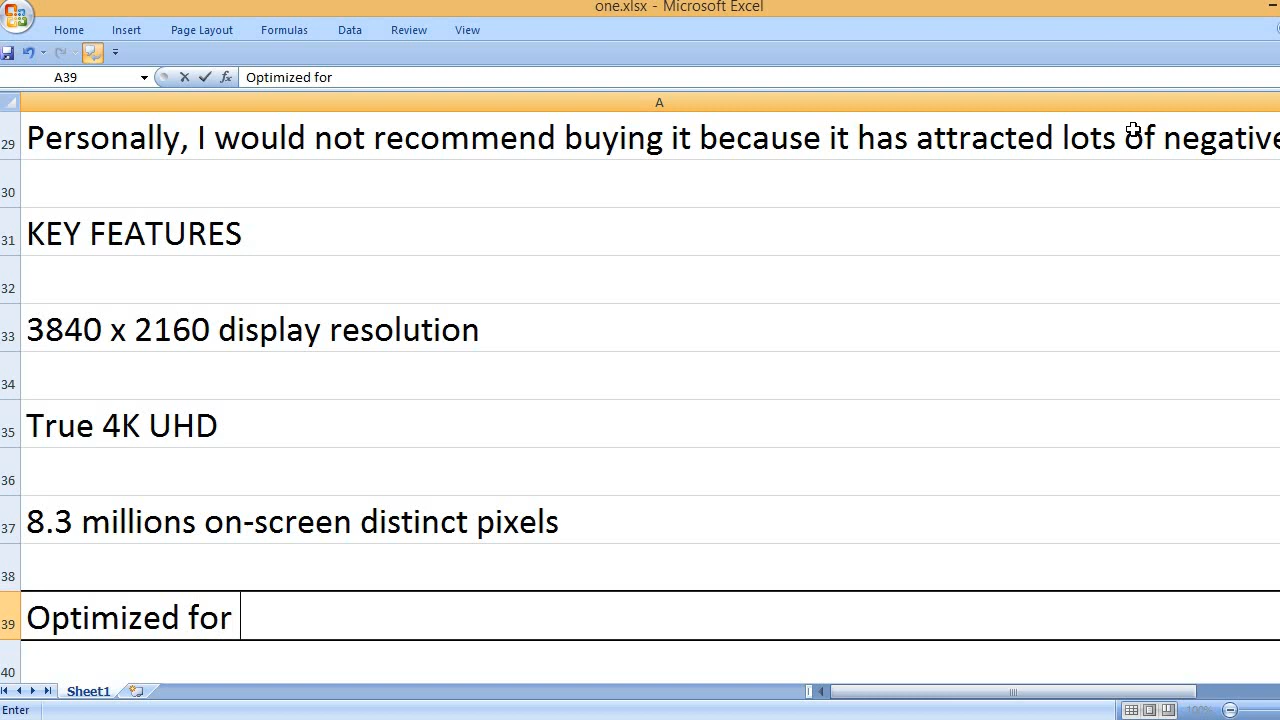 one.xlsx - Microsoft Excel
Home Insert Page Layout Formulas Data Review View
A39 Optimized for
A
29 Personally, I would not recommend buying it because it has attracted lots of negative
30
31 KEY FEATURES
32
33 3840 x 2160 display resolution
34
35 True 4K UHD
36
37 8.3 millions on-screen distinct pixels
38
39 Optimized for
40
Sheet1
Enter 100%